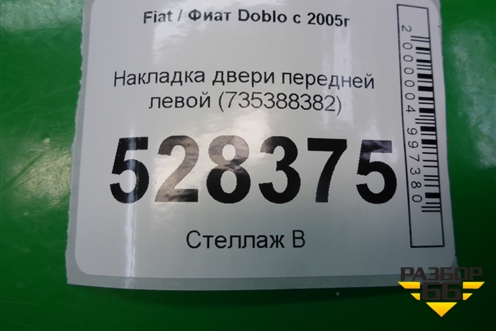 Fiat / Фиат Doblo с 2005г
Накладка двери передней
левой (735388382)
528375
Стеллаж В
2000004997380
РАЗБОР
66